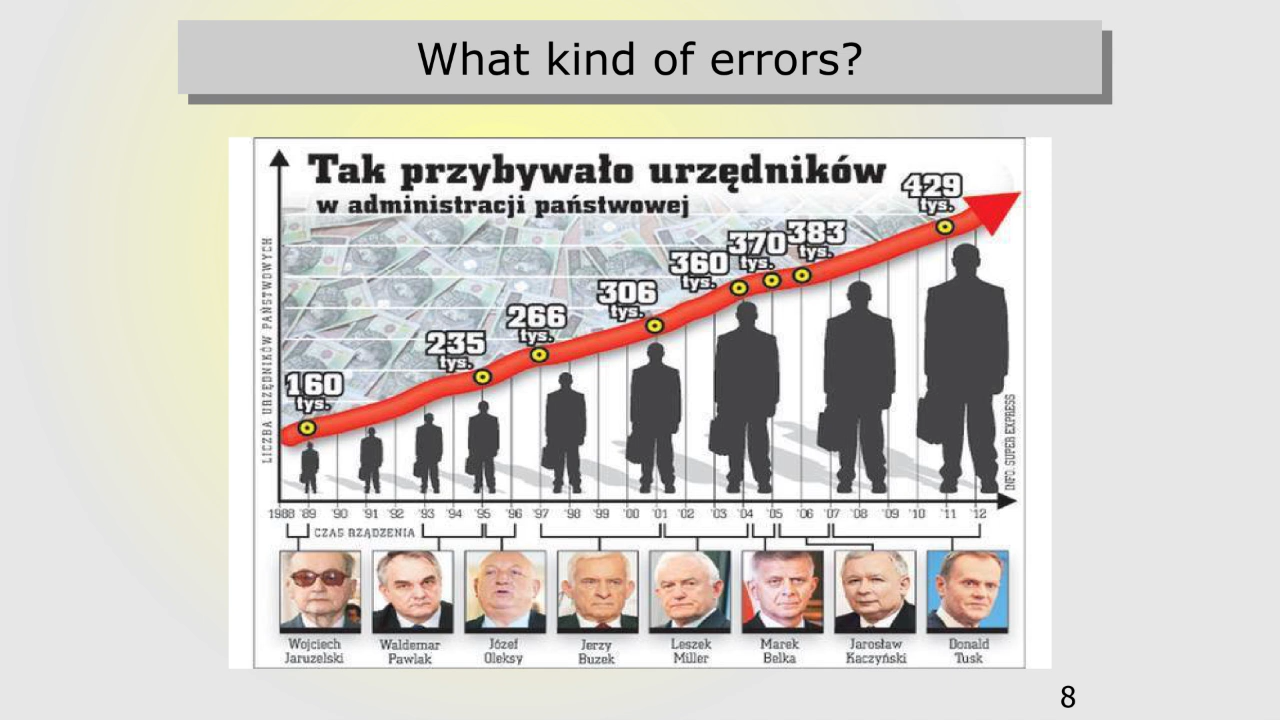 What kind of errors?
Tak przybywało urzędników
w administracji państwowej
LICZBA URZĘDNIKÓW PAŃSTWOWYCH
160 tys.
235 tys.
266 tys.
306 tys.
360 tys.
370 tys.
383 tys.
429 tys.
INFO. SUPER EXPRESS
1988 '89 '90 '91 '92 '93 '94 '95 '96 '97 '98 '99 '00 '01 '02 '03 '04 '05 '06 '07 '08 '09 '10 '11 '12
CZAS RZĄDZENIA
Wojciech Jaruzelski
Waldemar Pawlak
Józef Oleksy
Jerzy Buzek
Leszek Miller
Marek Belka
Jarosław Kaczyński
Donald Tusk
8